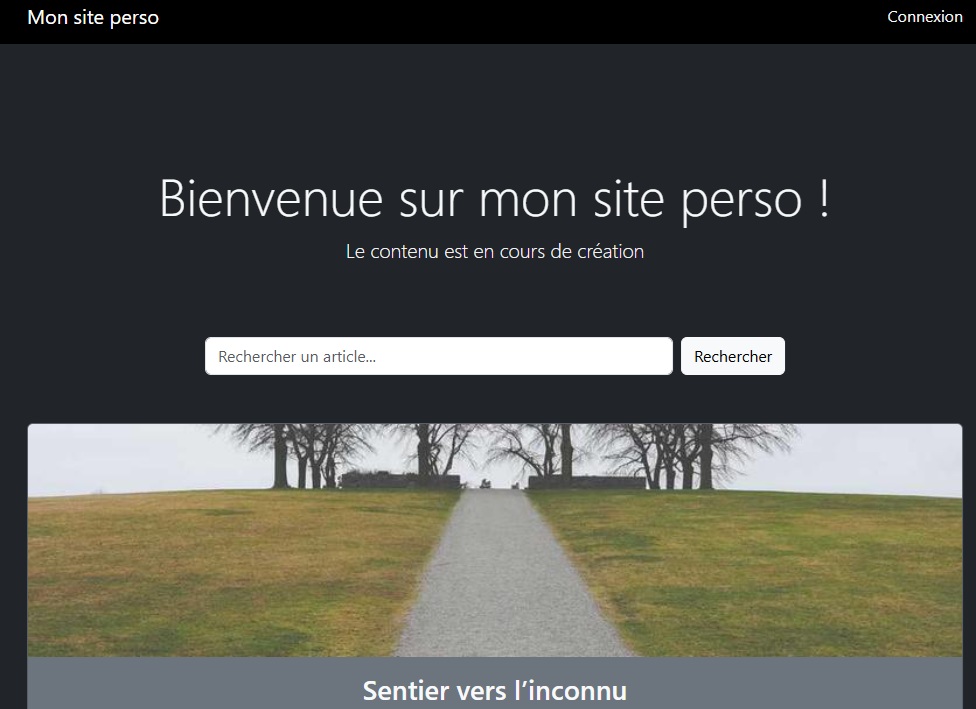 Mon site perso
Connexion
Bienvenue sur mon site perso !
Le contenu est en cours de création
Rechercher un article...
Rechercher
Sentier vers l’inconnu